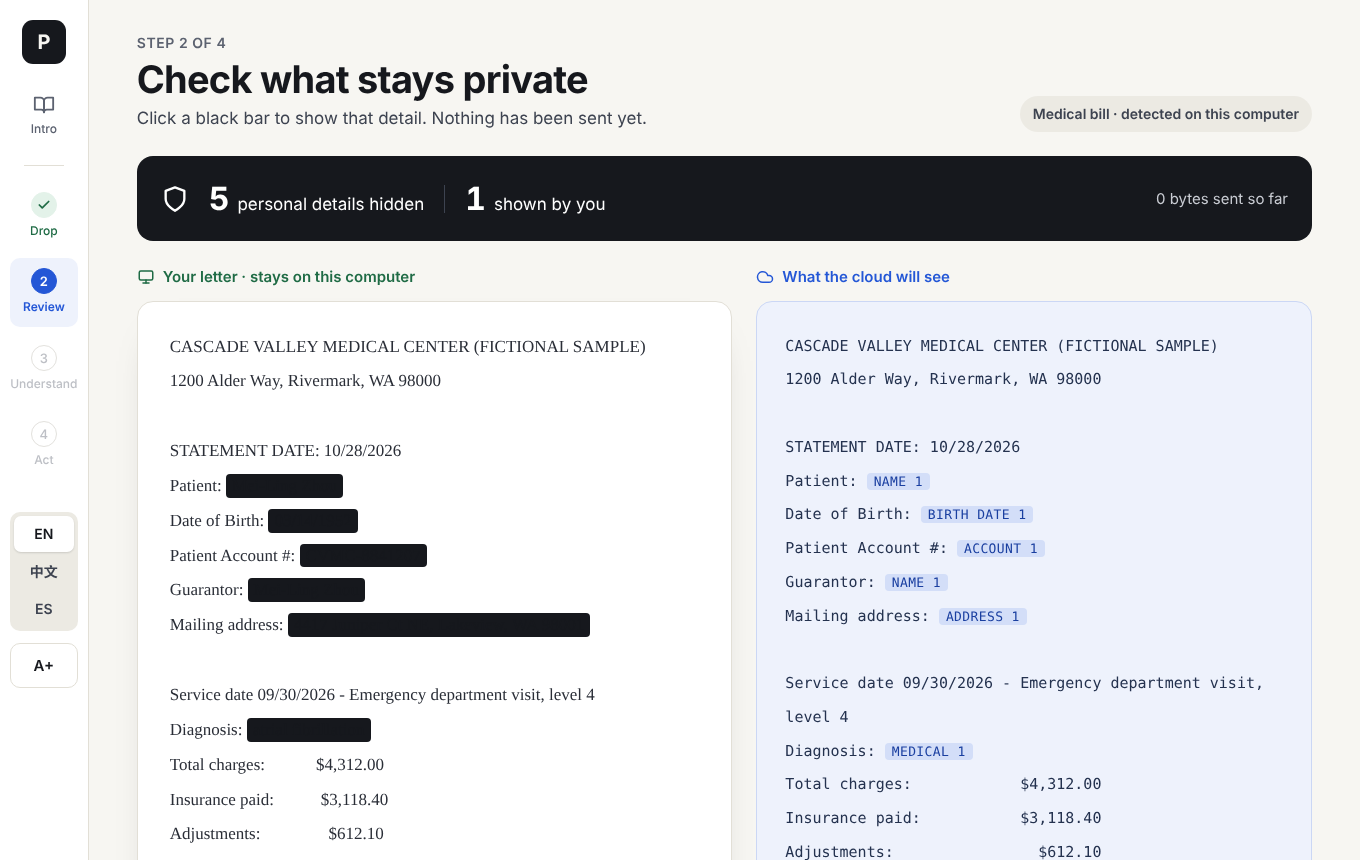 P
Intro
Drop
2
Review
3
Understand
4
Act
EN
中文
ES
A+
STEP 2 OF 4
Check what stays private
Click a black bar to show that detail. Nothing has been sent yet.
Medical bill · detected on this computer
5 personal details hidden
1 shown by you
0 bytes sent so far
Your letter · stays on this computer
CASCADE VALLEY MEDICAL CENTER (FICTIONAL SAMPLE)
1200 Alder Way, Rivermark, WA 98000
STATEMENT DATE: 10/28/2026
Patient:
Date of Birth:
Patient Account #:
Guarantor:
Mailing address:
Service date 09/30/2026 - Emergency department visit, level 4
Diagnosis:
Total charges: $4,312.00
Insurance paid: $3,118.40
Adjustments: $612.10
What the cloud will see
CASCADE VALLEY MEDICAL CENTER (FICTIONAL SAMPLE)
1200 Alder Way, Rivermark, WA 98000
STATEMENT DATE: 10/28/2026
Patient: NAME 1
Date of Birth: BIRTH DATE 1
Patient Account #: ACCOUNT 1
Guarantor: NAME 1
Mailing address: ADDRESS 1
Service date 09/30/2026 - Emergency department visit,
level 4
Diagnosis: MEDICAL 1
Total charges: $4,312.00
Insurance paid: $3,118.40
Adjustments: $612.10